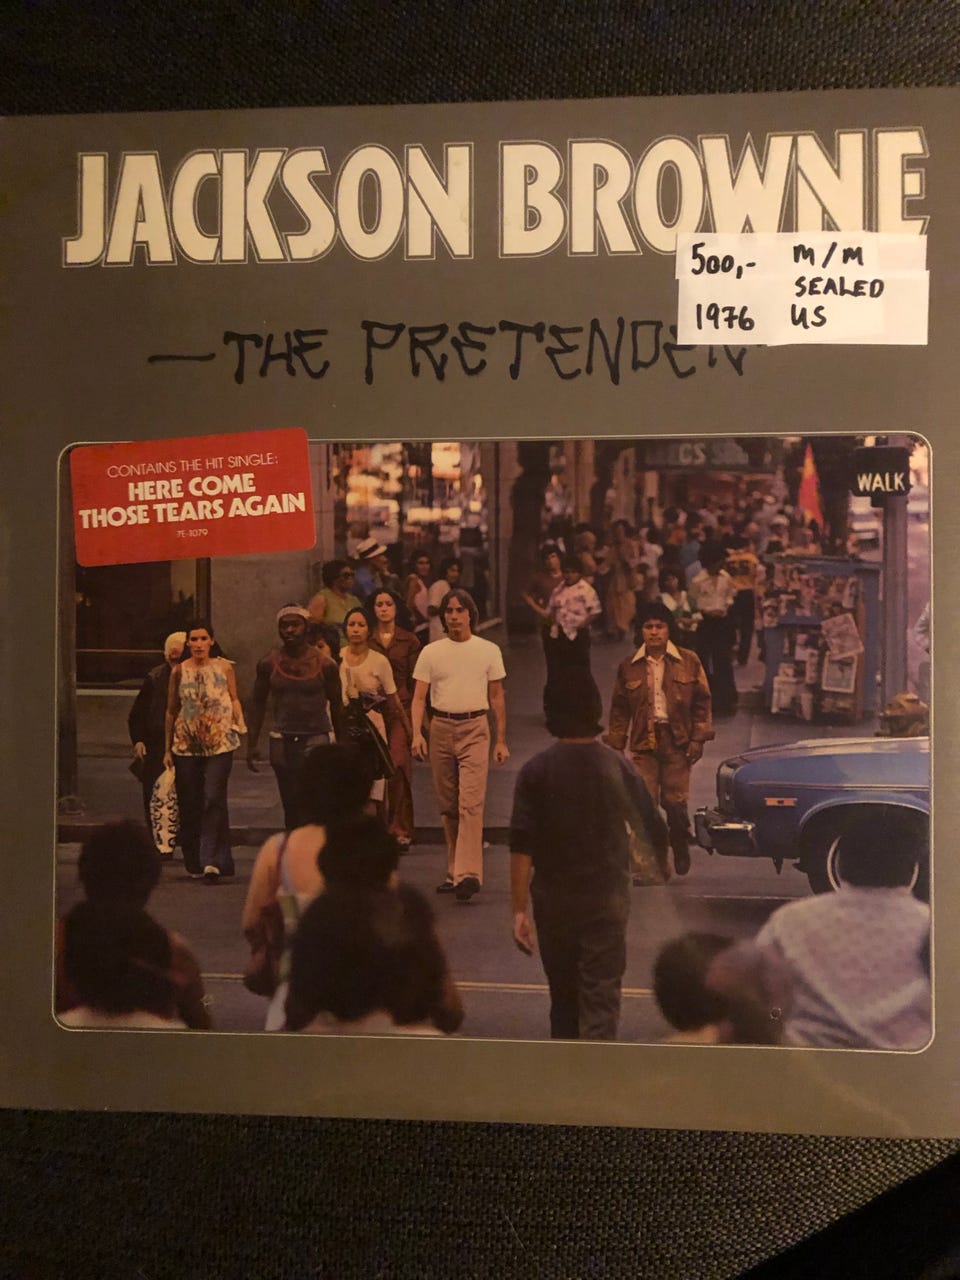 JACKSON BROWNE
500,- M/M
SEALED
1976 US
—THE PRETENDER
CONTAINS THE HIT SINGLE:
HERE COME
THOSE TEARS AGAIN
7E-1079
WALK